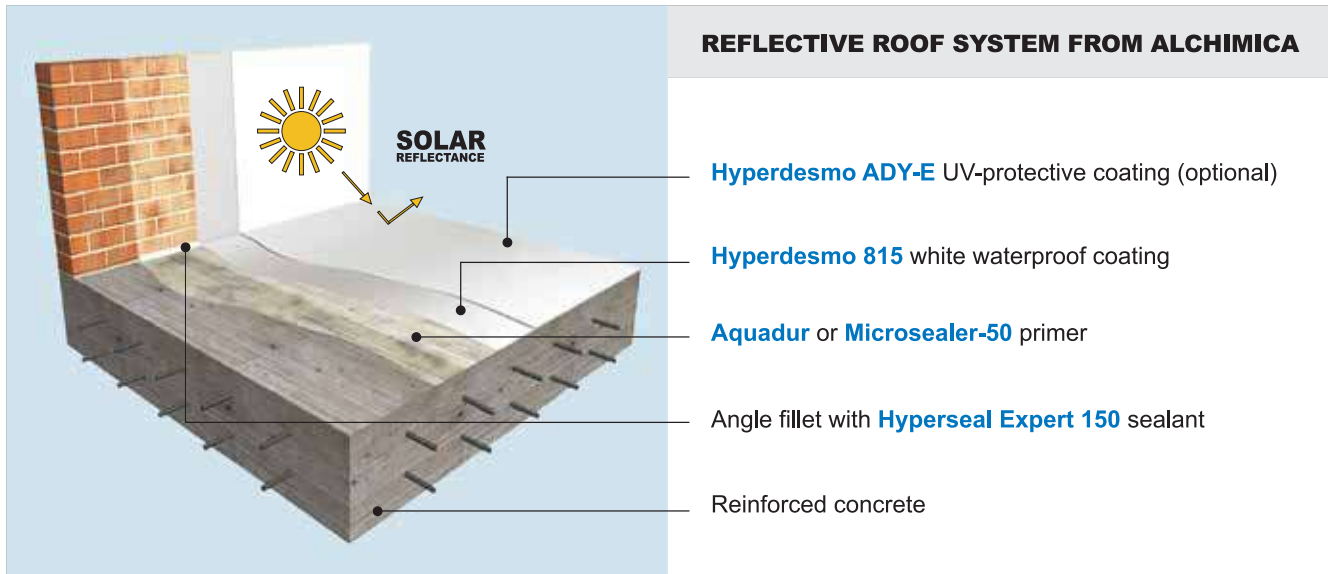 REFLECTIVE ROOF SYSTEM FROM ALCHIMICA
SOLAR
REFLECTANCE
Hyperdesmo ADY-E UV-protective coating (optional)
Hyperdesmo 815 white waterproof coating
Aquadur or Microsealer-50 primer
Angle fillet with Hyperseal Expert 150 sealant
Reinforced concrete